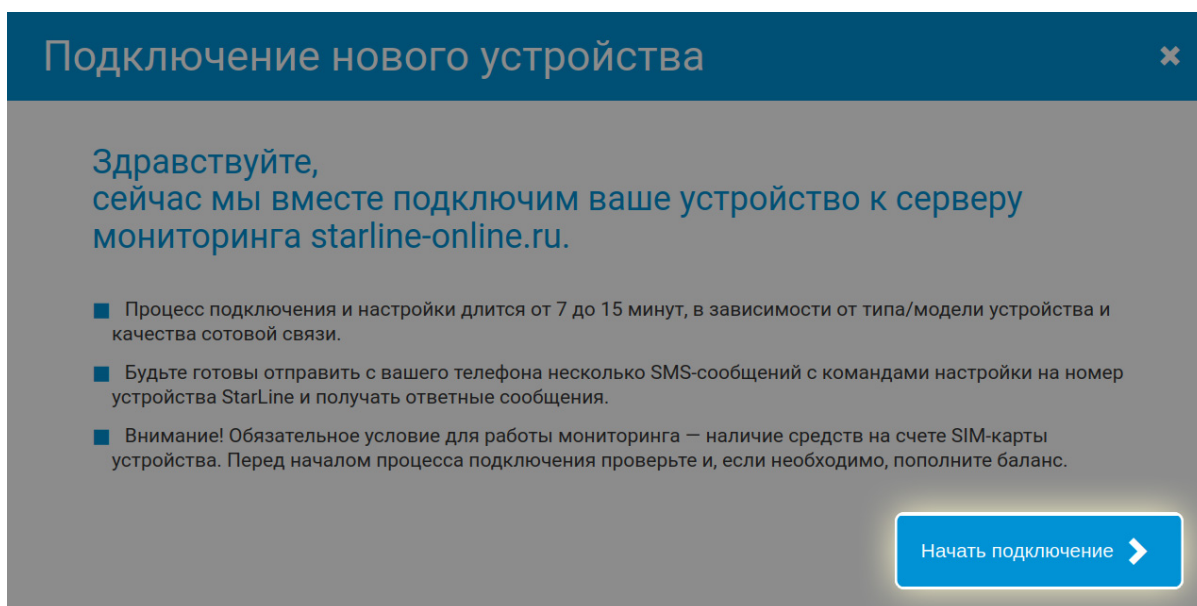 Подключение нового устройства
Здравствуйте,
сейчас мы вместе подключим ваше устройство к серверу
мониторинга starline-online.ru.
Процесс подключения и настройки длится от 7 до 15 минут, в зависимости от типа/модели устройства и
качества сотовой связи.
Будьте готовы отправить с вашего телефона несколько SMS-сообщений с командами настройки на номер
устройства StarLine и получать ответные сообщения.
Внимание! Обязательное условие для работы мониторинга — наличие средств на счете SIM-карты
устройства. Перед началом процесса подключения проверьте и, если необходимо, пополните баланс.
Начать подключение